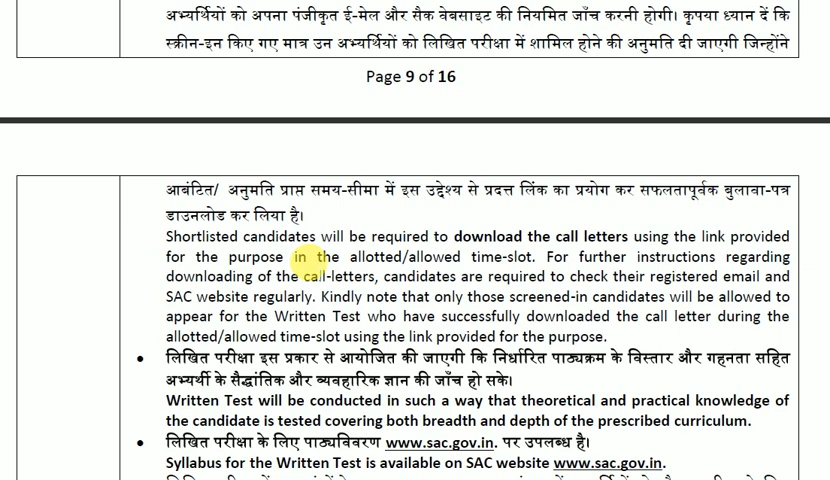 अभ्यर्थियों को अपना पंजीकृत ई-मेल और सैक वेबसाइट की नियमित जाँच करनी होगी। कृपया ध्यान दें कि
स्क्रीन-इन किए गए मात्र उन अभ्यर्थियों को लिखित परीक्षा में शामिल होने की अनुमति दी जाएगी जिन्होंने
Page 9 of 16
आबंटित/ अनुमति प्राप्त समय-सीमा में इस उद्देश्य से प्रदत्त लिंक का प्रयोग कर सफलतापूर्वक बुलावा-पत्र
डाउनलोड कर लिया है।
Shortlisted candidates will be required to download the call letters using the link provided
for the purpose in the allotted/allowed time-slot. For further instructions regarding
downloading of the call-letters, candidates are required to check their registered email and
SAC website regularly. Kindly note that only those screened-in candidates will be allowed to
appear for the Written Test who have successfully downloaded the call letter during the
allotted/allowed time-slot using the link provided for the purpose.
• लिखित परीक्षा इस प्रकार से आयोजित की जाएगी कि निर्धारित पाठ्यक्रम के विस्तार और गहनता सहित
अभ्यर्थी के सैद्धांतिक और व्यवहारिक ज्ञान की जाँच हो सके।
Written Test will be conducted in such a way that theoretical and practical knowledge of
the candidate is tested covering both breadth and depth of the prescribed curriculum.
• लिखित परीक्षा के लिए पाठ्यविवरण www.sac.gov.in. पर उपलब्ध है।
Syllabus for the Written Test is available on SAC website www.sac.gov.in.